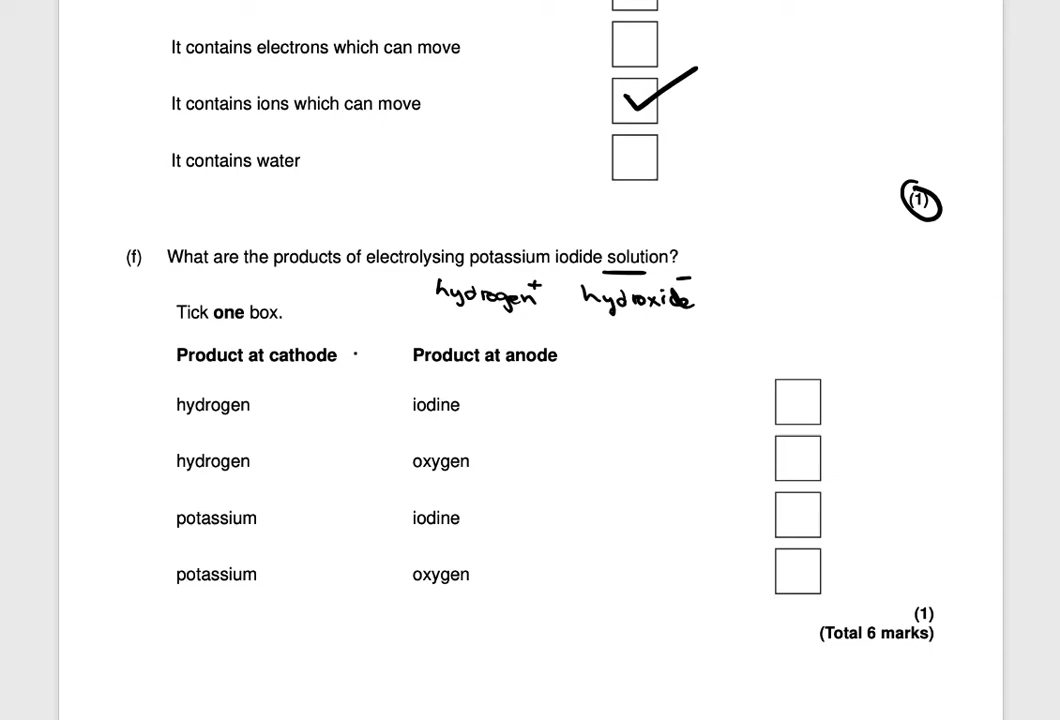 It contains electrons which can move
It contains ions which can move
It contains water
(1)
(f) What are the products of electrolysing potassium iodide solution?
hydrogen+ hydroxide-
Tick one box.
Product at cathode Product at anode
hydrogen iodine
hydrogen oxygen
potassium iodine
potassium oxygen
(1)
(Total 6 marks)